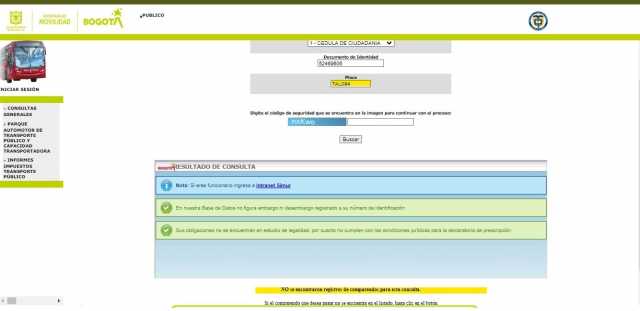 MOVILIDAD
BOGOTÁ
PUBLICO
INICIAR SESIÓN
CONSULTAS GENERALES
PARQUE AUTOMOTOR DE TRANSPORTE PÚBLICO Y CAPACIDAD TRANSPORTADORA
INFORMES IMPUESTOS TRANSPORTE PÚBLICO
1 - CEDULA DE CIUDADANIA
Documento de Identidad
Placa
Digite el código de seguridad que se encuentra en la imagen para continuar con el proceso
Buscar
RESULTADO DE CONSULTA
Nota: Si eres funcionario ingresa a Intranet Simur
En nuestra Base de Datos no figura embargo ni desembargo registrado a su número de identificación
Sus obligaciones no se encuentran en estudio de legalidad, por cuanto no cumplen con las condiciones jurídicas para la declaratoria de prescripción
NO se encontraron registros de comparendos para esta consulta.
Si el comparendo que desea pagar no se encuentra en el listado, haga clic en el botón.